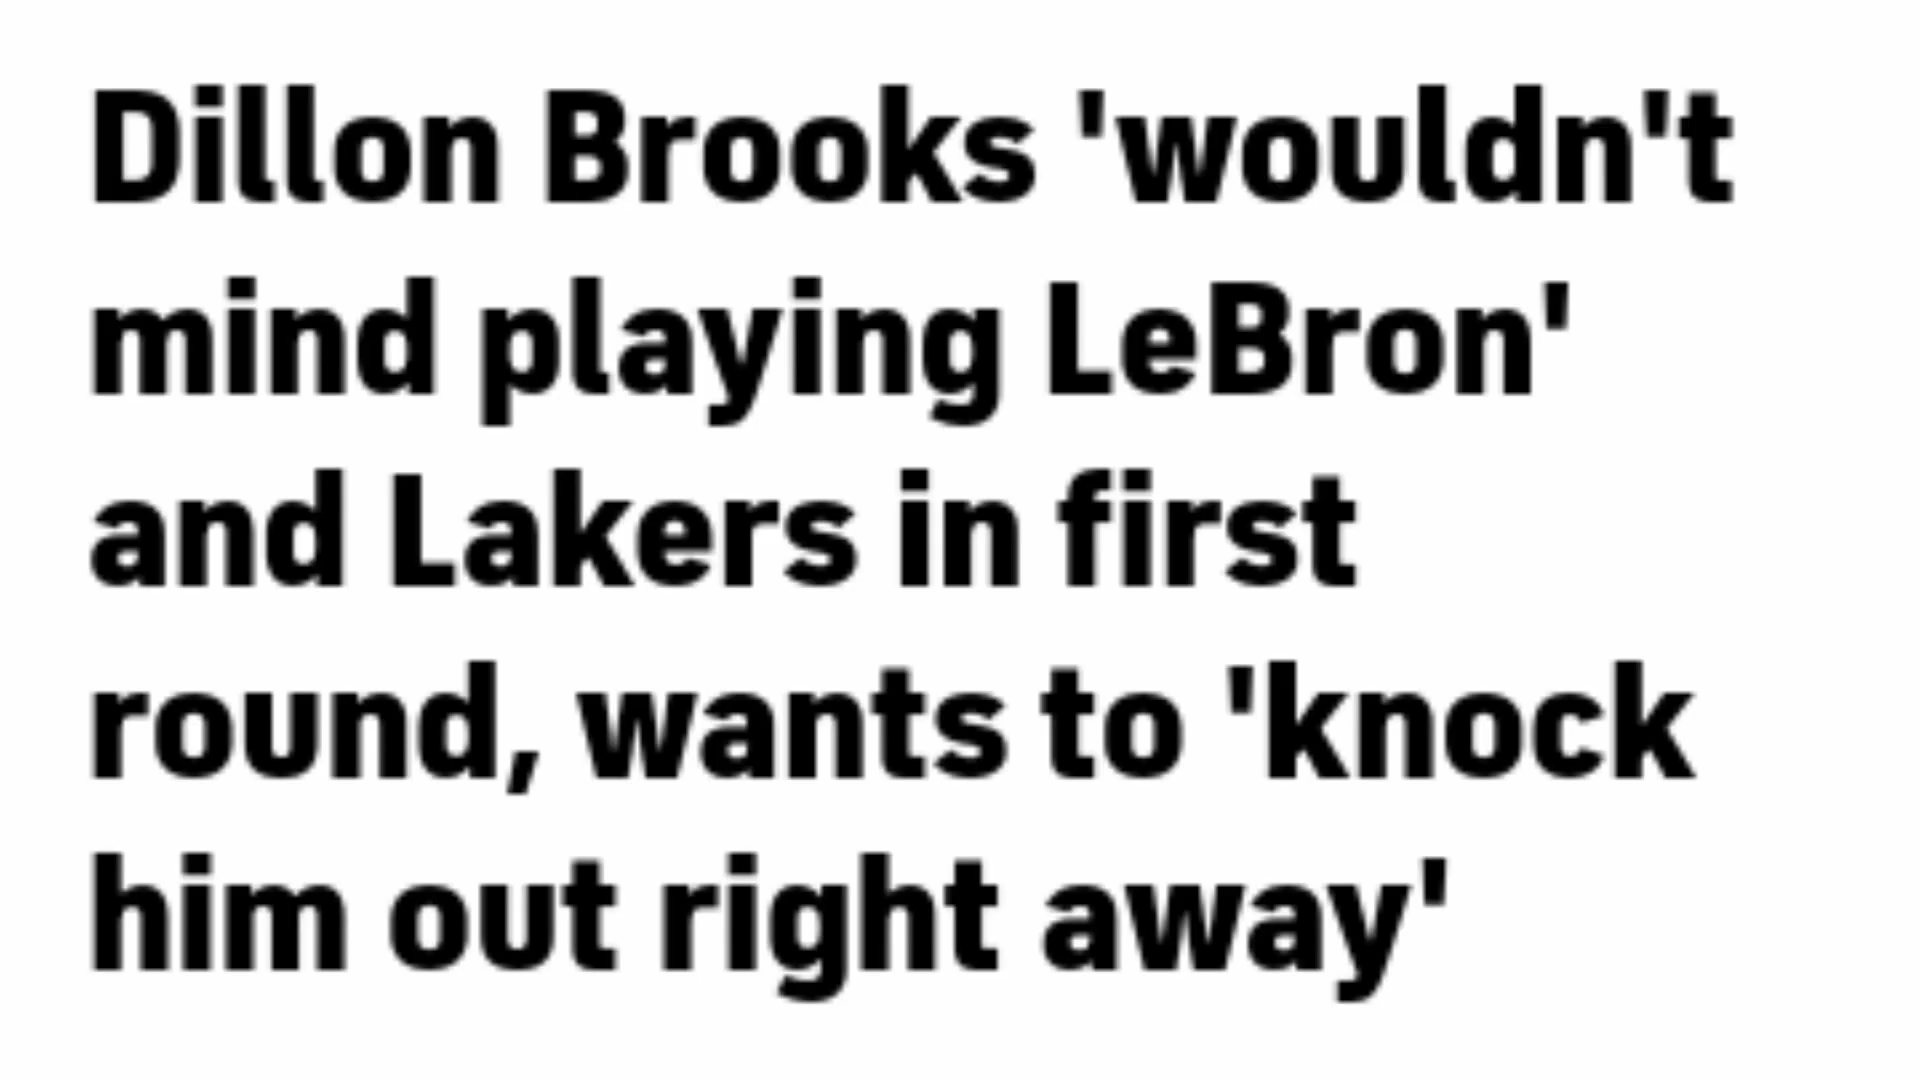 Dillon Brooks 'wouldn't
mind playing LeBron'
and Lakers in first
round, wants to 'knock
him out right away'